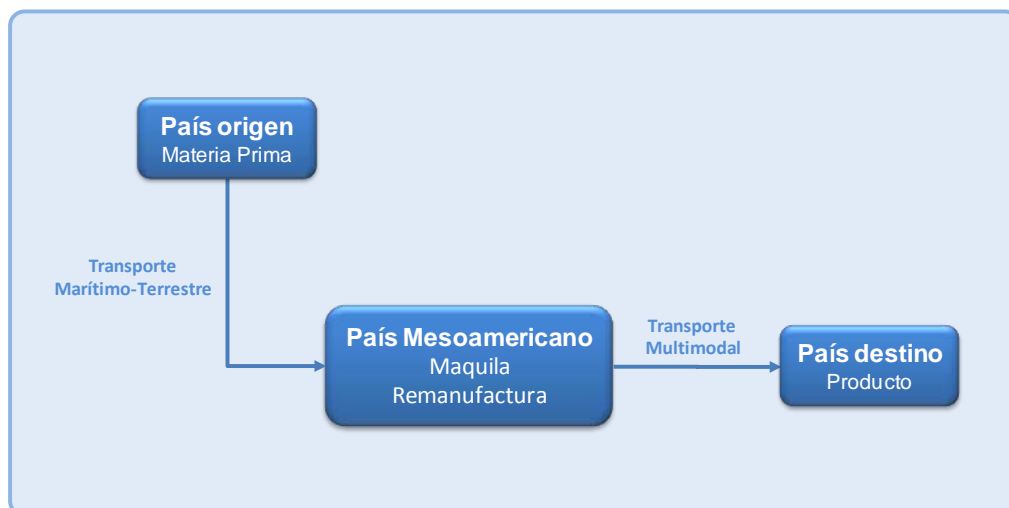 País origen
Materia Prima
Transporte
Marítimo-Terrestre
País Mesoamericano
Maquila
Remanufactura
Transporte
Multimodal
País destino
Producto